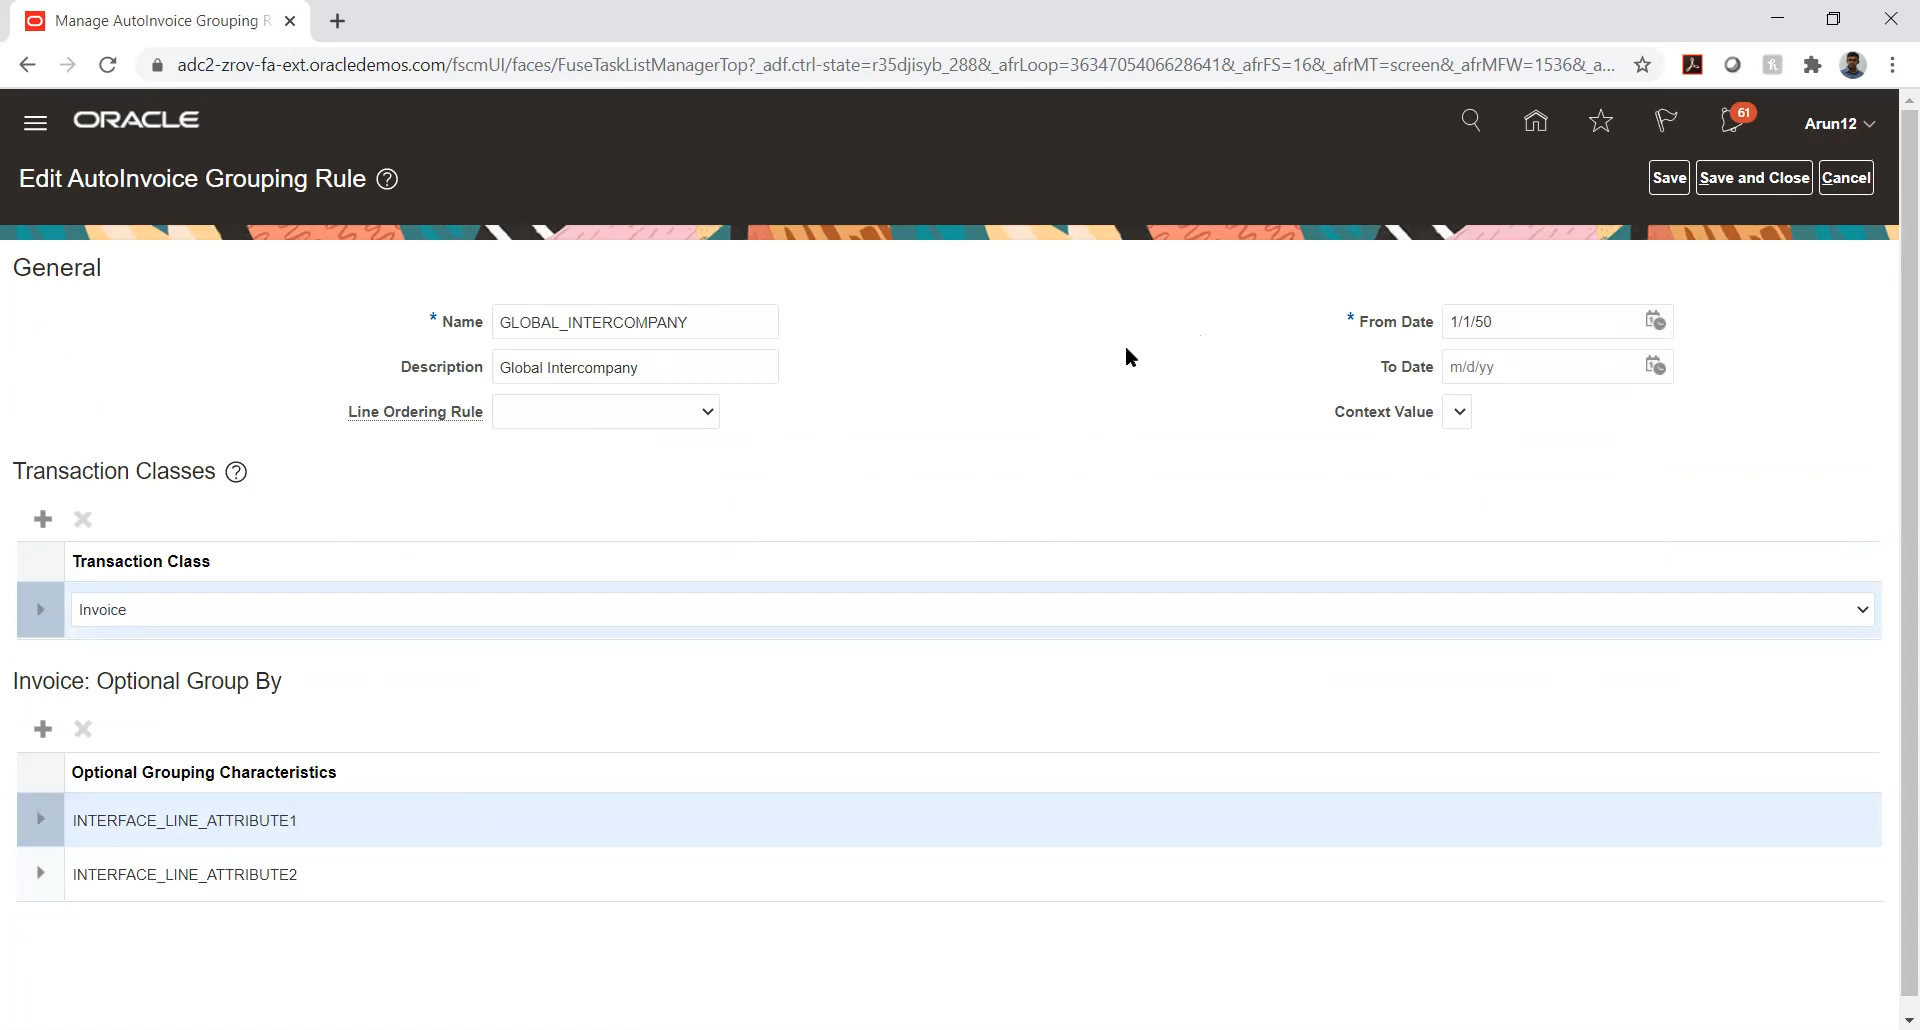 Manage AutoInvoice Grouping R
adc2-zrov-fa-ext.oracledemos.com/fscmUI/faces/FuseTaskListManagerTop?_adf.ctrl-state=r35djisyb_288&_afrLoop=3634705406628641&_afrFS=16&_afrMT=screen&_afrMFW=1536&_a...
ORACLE
61
Arun12
Edit AutoInvoice Grouping Rule ?
Save Save and Close Cancel
General
* Name GLOBAL_INTERCOMPANY
* From Date 1/1/50
Description Global Intercompany
To Date m/d/yy
Line Ordering Rule
Context Value
Transaction Classes ?
Transaction Class
Invoice
Invoice: Optional Group By
Optional Grouping Characteristics
INTERFACE_LINE_ATTRIBUTE1
INTERFACE_LINE_ATTRIBUTE2